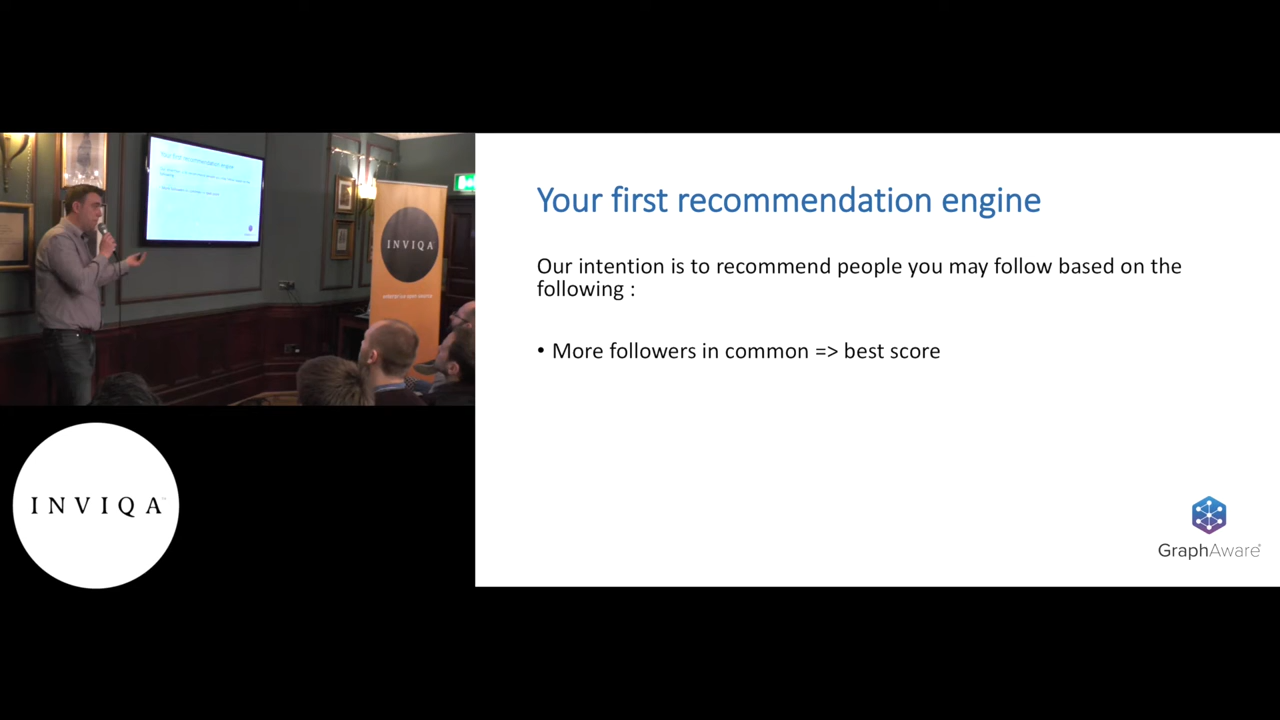 Your first recommendation engine
INVIQA
Our intention is to recommend people you may follow based on the
following :
• More followers in common => best score
INVIQA
GraphAware